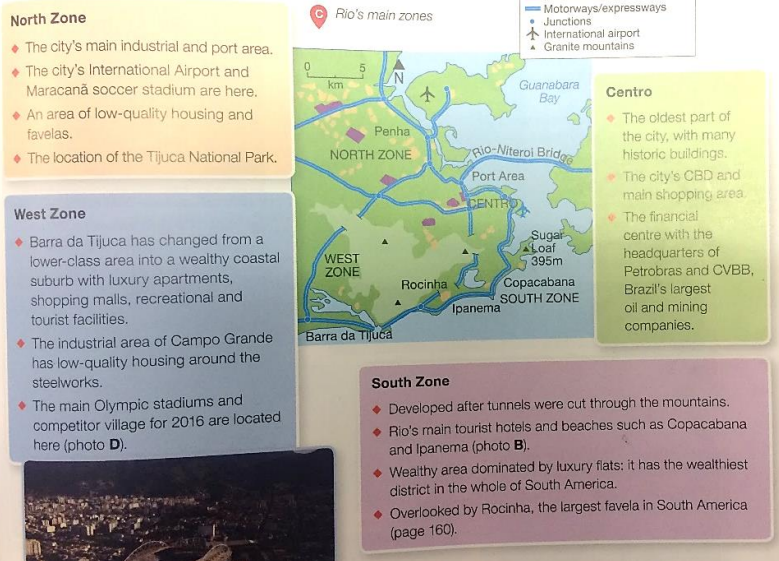 North Zone
♦ The city's main industrial and port area.
♦ The city's International Airport and
Maracanã soccer stadium are here.
♦ An area of low-quality housing and
favelas.
♦ The location of the Tijuca National Park.
C Rio's main zones
Motorways/expressways
Junctions
International airport
Granite mountains
West Zone
♦ Barra da Tijuca has changed from a
lower-class area into a wealthy coastal
suburb with luxury apartments,
shopping malls, recreational and
tourist facilities.
♦ The industrial area of Campo Grande
has low-quality housing around the
steelworks.
♦ The main Olympic stadiums and
competitor village for 2016 are located
here (photo D).
0 5
km
N
Guanabara
Bay
Penha
NORTH ZONE
Rio-Niteroi Bridge
Port Area
CENTRO
Sugar
Loaf
395m
WEST
ZONE
Rocinha
Copacabana
SOUTH ZONE
Ipanema
Barra da Tijuca
Centro
♦ The oldest part of
the city, with many
historic buildings.
♦ The city's CBD and
main shopping area.
♦ The financial
centre with the
headquarters of
Petrobras and CVBB,
Brazil's largest
oil and mining
companies.
South Zone
♦ Developed after tunnels were cut through the mountains.
♦ Rio's main tourist hotels and beaches such as Copacabana
and Ipanema (photo B).
♦ Wealthy area dominated by luxury flats: it has the wealthiest
district in the whole of South America.
♦ Overlooked by Rocinha, the largest favela in South America
(page 160).